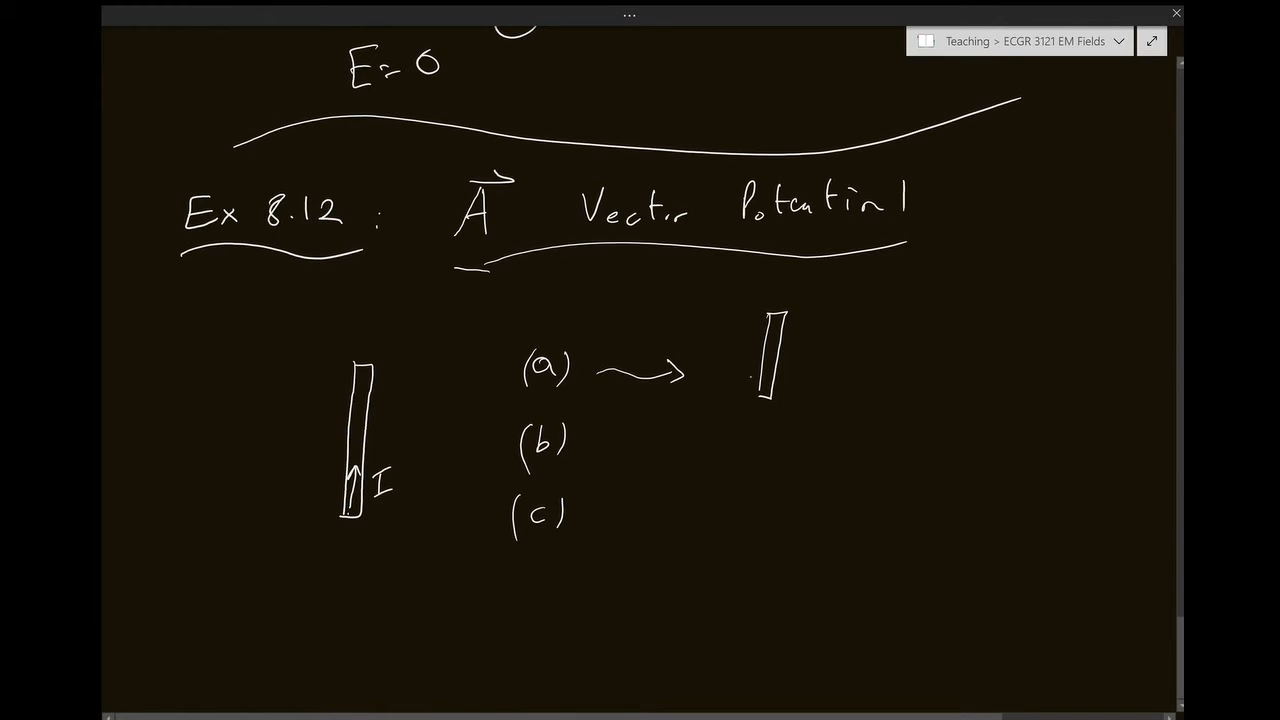 ...
Teaching > ECGR 3121 EM Fields
E = 0
Ex 8.12 : A Vector Potential
(a)
I
(b)
(c)